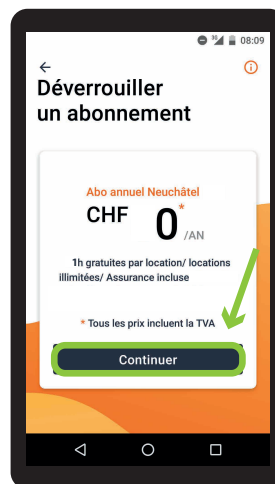 3G 08:09
Déverrouiller
un abonnement
Abo annuel Neuchâtel
CHF 0* /AN
1h gratuites par location/ locations
illimitées/ Assurance incluse
* Tous les prix incluent la TVA
Continuer